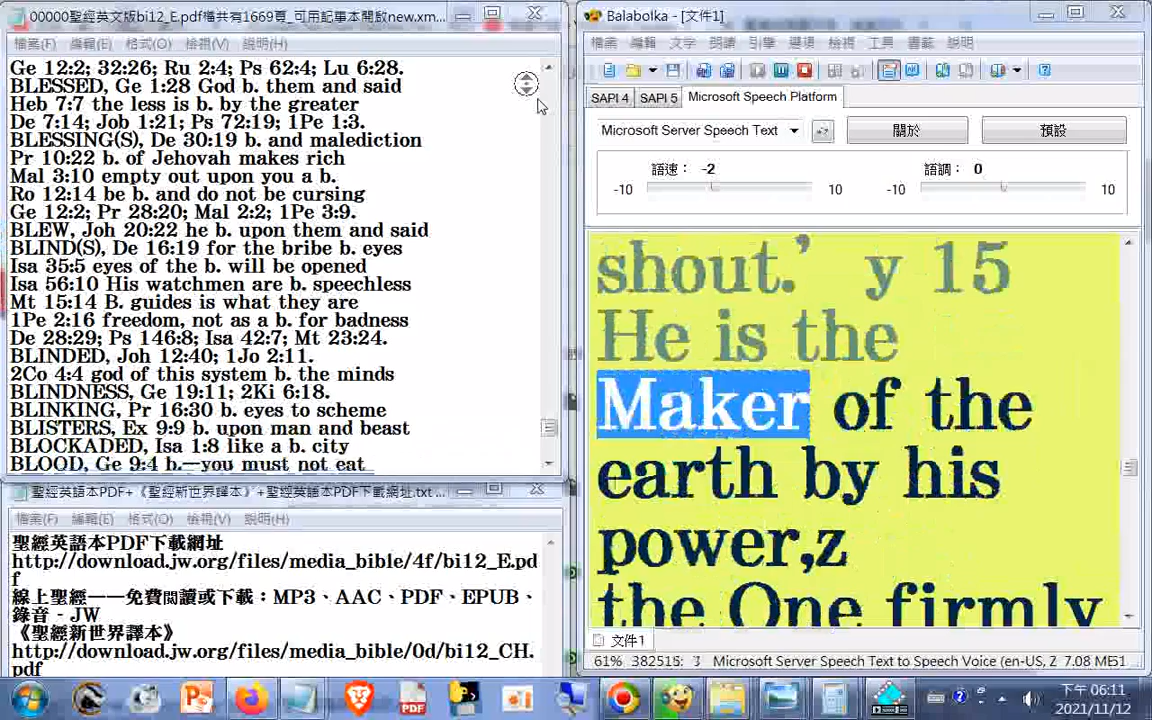 00000聖經英文版bi12_E.pdf檔共有1669頁_可用記事本開啟new.xm...
檔案(F) 編輯(E) 格式(O) 檢視(V) 說明(H)
Ge 12:2; 32:26; Ru 2:4; Ps 62:4; Lu 6:28.
BLESSED, Ge 1:28 God b. them and said
Heb 7:7 the less is b. by the greater
De 7:14; Job 1:21; Ps 72:19; 1Pe 1:3.
BLESSING(S), De 30:19 b. and malediction
Pr 10:22 b. of Jehovah makes rich
Mal 3:10 empty out upon you a b.
Ro 12:14 be b. and do not be cursing
Ge 12:2; Pr 28:20; Mal 2:2; 1Pe 3:9.
BLEW, Joh 20:22 he b. upon them and said
BLIND(S), De 16:19 for the bribe b. eyes
Isa 35:5 eyes of the b. will be opened
Isa 56:10 His watchmen are b. speechless
Mt 15:14 B. guides is what they are
1Pe 2:16 freedom, not as a b. for badness
De 28:29; Ps 146:8; Isa 42:7; Mt 23:24.
BLINDED, Joh 12:40; 1Jo 2:11.
2Co 4:4 god of this system b. the minds
BLINDNESS, Ge 19:11; 2Ki 6:18.
BLINKING, Pr 16:30 b. eyes to scheme
BLISTERS, Ex 9:9 b. upon man and beast
BLOCKADED, Isa 1:8 like a b. city
BLOOD, Ge 9:4 b.—you must not eat
聖經英語本PDF+《聖經新世界譯本》+聖經英語本PDF下載網址.txt ...
檔案(F) 編輯(E) 格式(O) 檢視(V) 說明(H)
聖經英語本PDF下載網址
http://download.jw.org/files/media_bible/4f/bi12_E.pd
f
線上聖經——免費閱讀或下載：MP3、AAC、PDF、EPUB、
錄音 - JW
《聖經新世界譯本》
http://download.jw.org/files/media_bible/0d/bi12_CH.
pdf
Balabolka - [文件1]
檔案 編輯 文字 朗讀 引擎 選項 檢視 工具 書籤 說明
SAPI 4 SAPI 5 Microsoft Speech Platform
Microsoft Server Speech Text 關於 預設
語速： -2 語調： 0
-10 10 -10 10
shout.’ y 15
He is the
Maker of the
earth by his
power,z
the One firmly
文件1
61% Microsoft Server Speech Text to Speech Voice (en-US, Z 7.08 ME
PDF
下午 06:11
2021/11/12